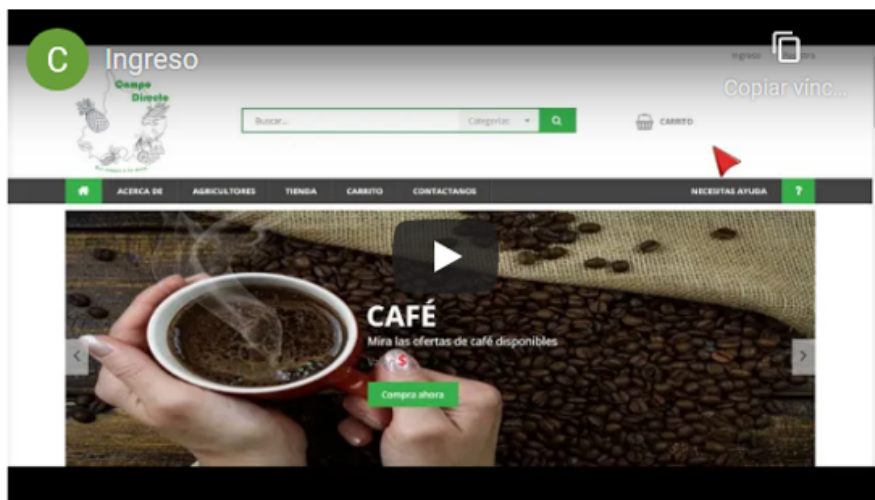 C Ingreso
Ingreso
Copiar vínc...
Campo
Directo
Buscar...
Categorías
CARRITO
ACERCA DE AGRICULTORES TIENDA CARRITO CONTACTANOS NECESITAS AYUDA ?
CAFÉ
Mira las ofertas de café disponibles
$
Compra ahora